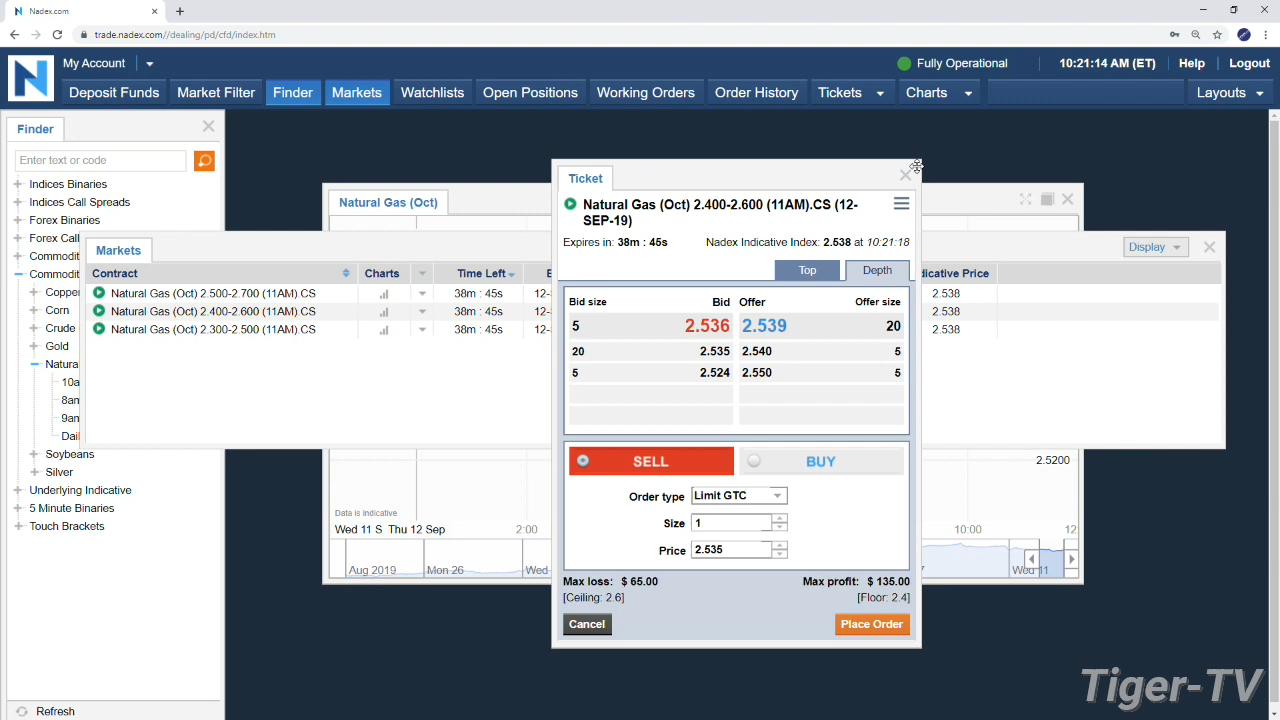 Nadex.com
trade.nadex.com//dealing/pd/cfd/index.htm
My Account
Fully Operational
10:21:14 AM (ET)
Help
Logout
Deposit Funds
Market Filter
Finder
Markets
Watchlists
Open Positions
Working Orders
Order History
Tickets
Charts
Layouts
Finder
Enter text or code
Indices Binaries
Indices Call Spreads
Forex Binaries
Forex Call
Commodit
Commodit
Copper
Corn
Crude
Gold
Natura
10a
8am
9am
Dail
Soybeans
Silver
Underlying Indicative
5 Minute Binaries
Touch Brackets
Refresh
Natural Gas (Oct)
Markets
Display
Contract Charts Time Left E dicative Price
Natural Gas (Oct) 2.500-2.700 (11AM) CS 38m : 45s 12-: 2.538
Natural Gas (Oct) 2.400-2.600 (11AM) CS 38m : 45s 12-: 2.538
Natural Gas (Oct) 2.300-2.500 (11AM) CS 38m : 45s 12-: 2.538
Ticket
Natural Gas (Oct) 2.400-2.600 (11AM).CS (12-
SEP-19)
Expires in: 38m : 45s Nadex Indicative Index: 2.538 at 10:21:18
Top Depth
Bid size Bid Offer Offer size
5 2.536 2.539 20
20 2.535 2.540 5
5 2.524 2.550 5
SELL BUY
Order type Limit GTC
Size 1
Price 2.535
Max loss: $ 65.00 Max profit: $ 135.00
[Ceiling: 2.6] [Floor: 2.4]
Cancel Place Order
2.5200
Data is Indicative
Wed 11 S Thu 12 Sep 2:00 10:00 12
Aug 2019 Mon 26 Wed Wed 11
Tiger-TV